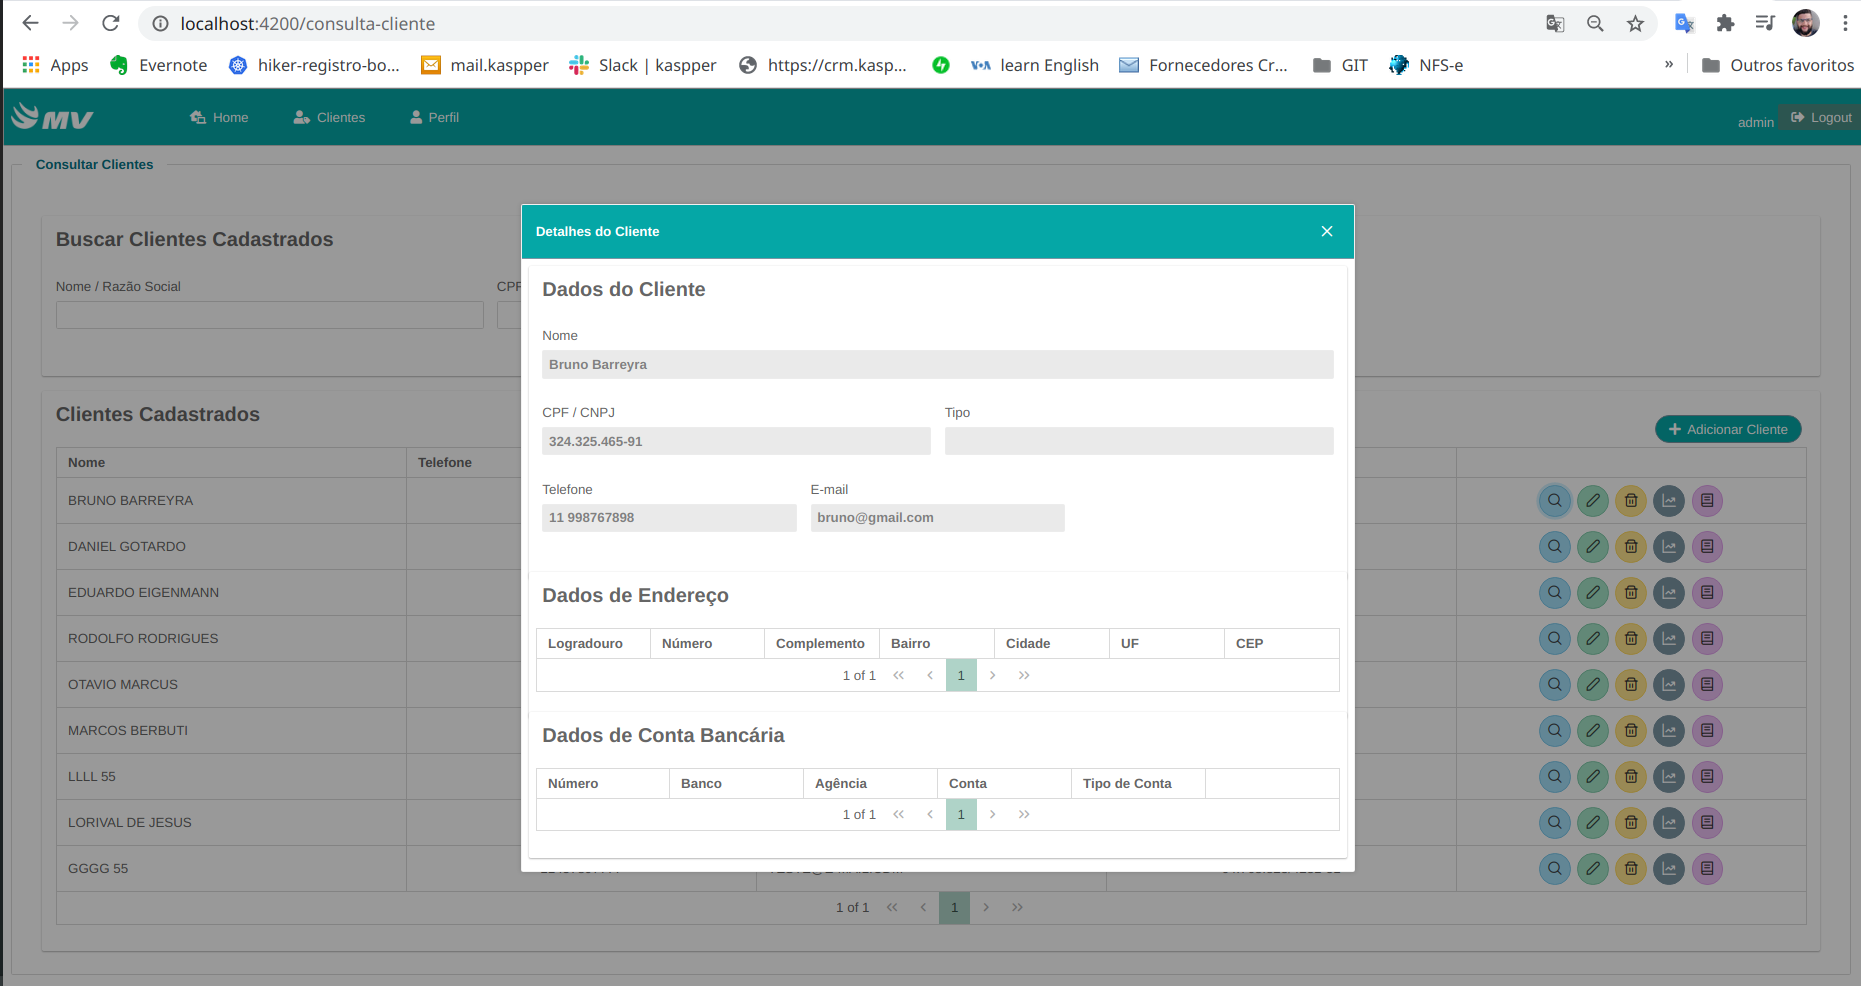 localhost:4200/consulta-cliente
Apps Evernote hiker-registro-bo... mail.kaspper Slack | kaspper https://crm.kasp... VOA learn English Fornecedores Cr... GIT NFS-e » Outros favoritos
MV Home Clientes Perfil admin Logout
Consultar Clientes
Buscar Clientes Cadastrados
Nome / Razão Social CPF
Clientes Cadastrados
Adicionar Cliente
Nome Telefone
BRUNO BARREYRA
DANIEL GOTARDO
EDUARDO EIGENMANN
RODOLFO RODRIGUES
OTAVIO MARCUS
MARCOS BERBUTI
LLLL 55
LORIVAL DE JESUS
GGGG 55
1 of 1 « ‹ 1 › »
Detalhes do Cliente
Dados do Cliente
Nome
Bruno Barreyra
CPF / CNPJ Tipo
324.325.465-91
Telefone E-mail
11 998767898 bruno@gmail.com
Dados de Endereço
Logradouro Número Complemento Bairro Cidade UF CEP
1 of 1 « ‹ 1 › »
Dados de Conta Bancária
Número Banco Agência Conta Tipo de Conta
1 of 1 « ‹ 1 › »